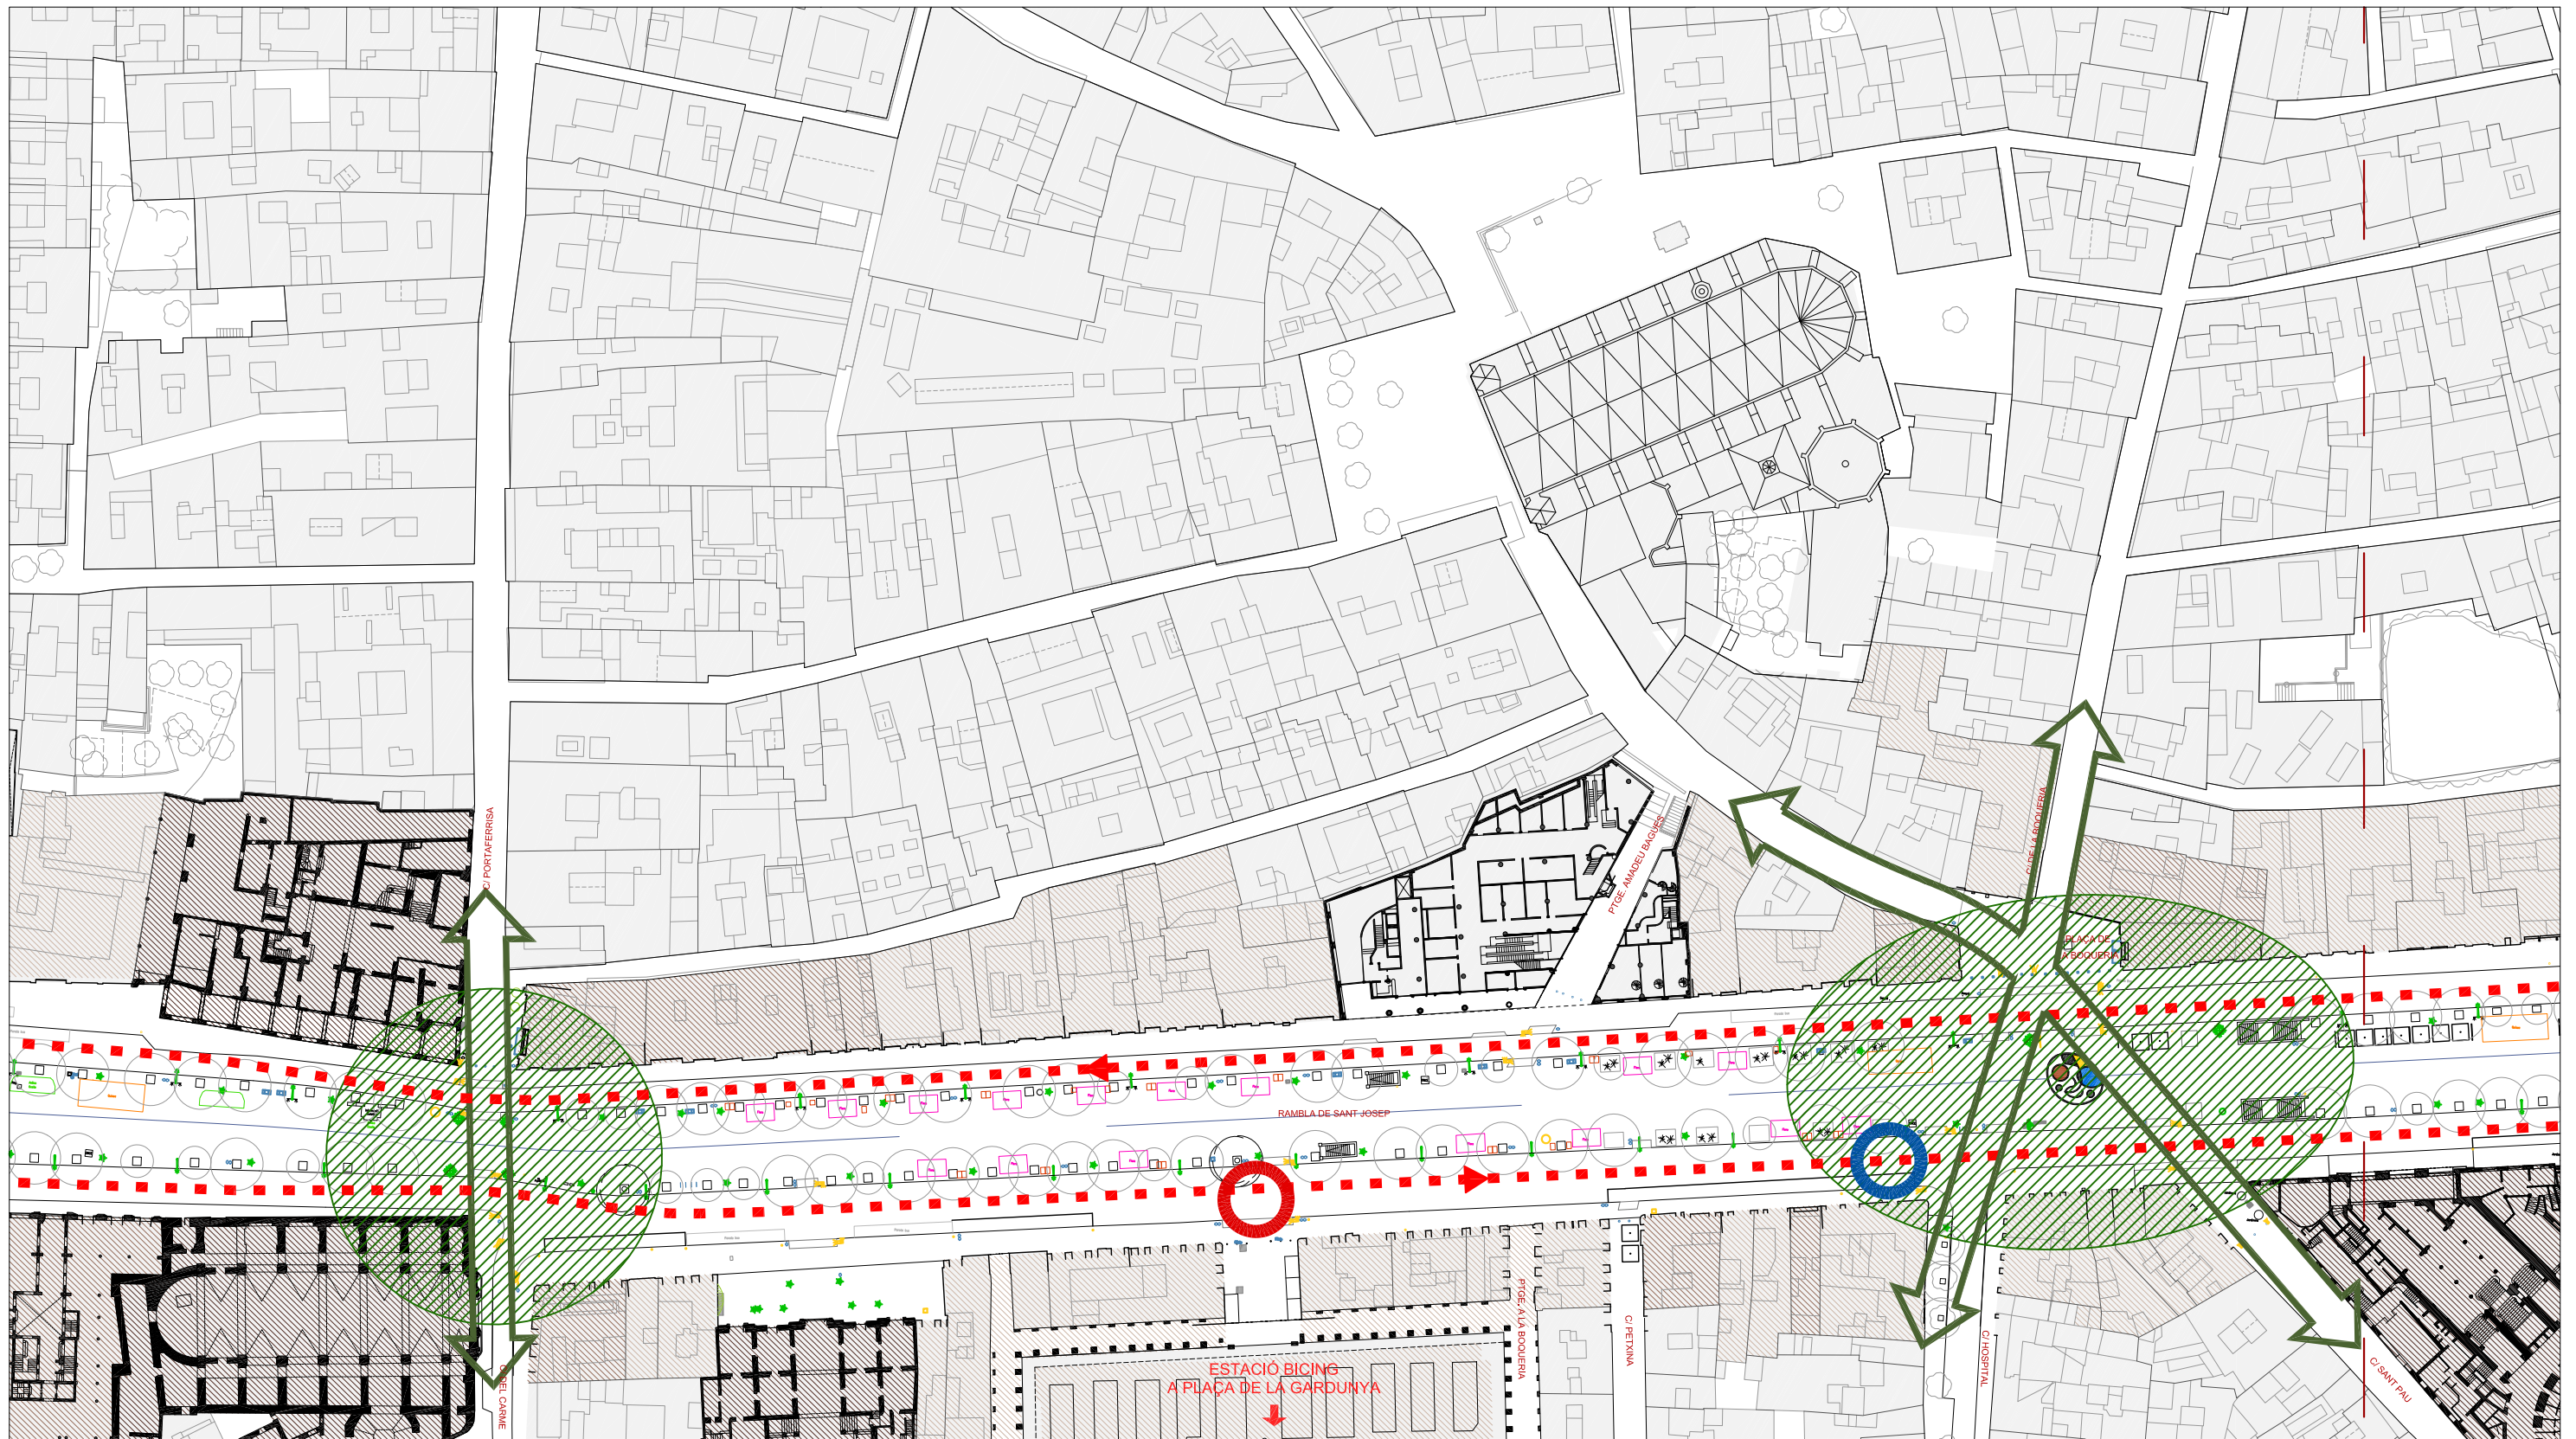 C/ PORTAFERRISA
C/ DE LA BOQUERIA
PTGE. AMADEU BAGUÉS
PLAÇA DE
LA BOQUERIA
RAMBLA DE SANT JOSEP
PTGE. A LA BOQUERIA
C/ PETXINA
C/ HOSPITAL
C/ SANT PAU
C/ DEL CARME
ESTACIÓ BICING
A PLAÇA DE LA GARDUNYA